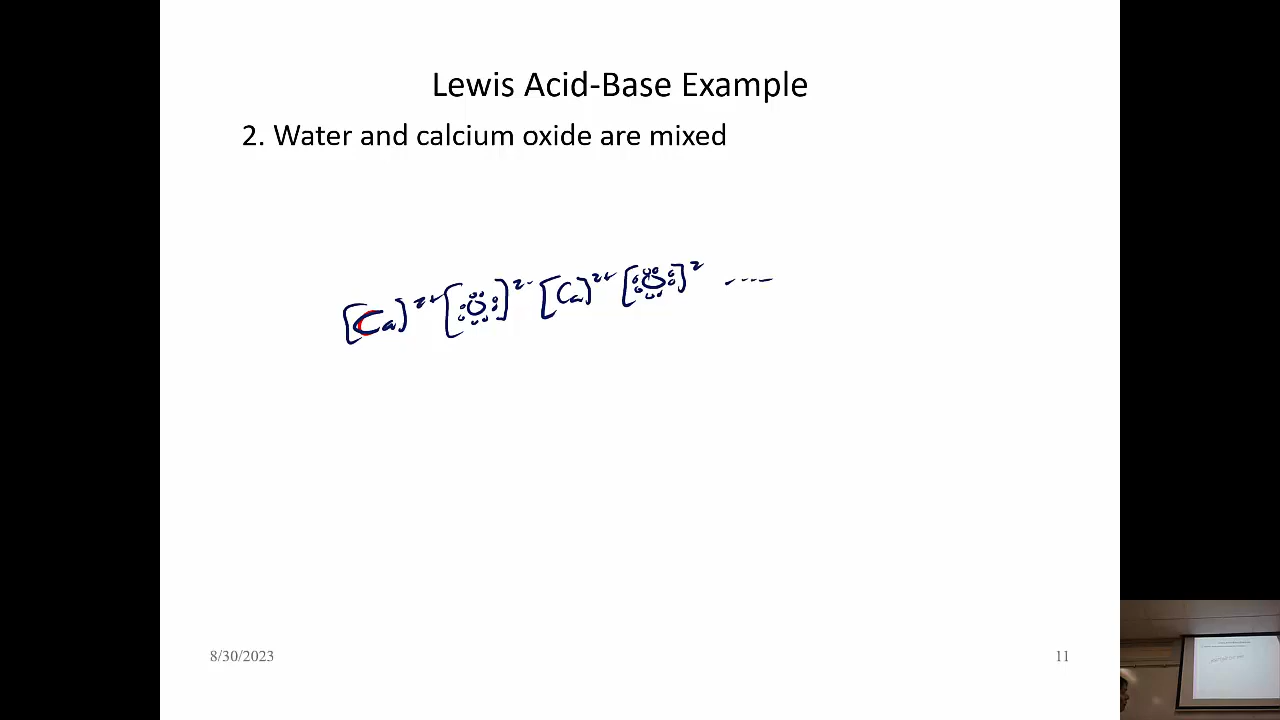 Lewis Acid-Base Example
2. Water and calcium oxide are mixed
[Ca]²⁺ [:Ö:]²⁻ [Ca]²⁺ [:Ö:]² ----
8/30/2023
11